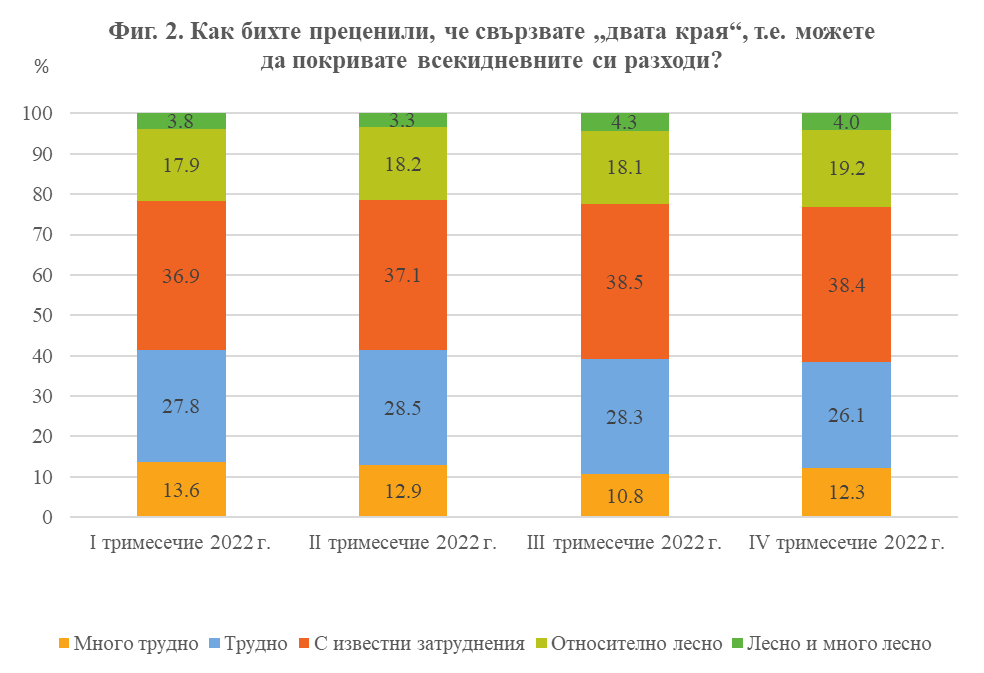 Фиг. 2. Как бихте преценили, че свързвате „двата края“, т.е. можете
да покривате всекидневните си разходи?
%
100
90
80
70
60
50
40
30
20
10
0
3.8
3.3
4.3
4.0
17.9
18.2
18.1
19.2
36.9
37.1
38.5
38.4
27.8
28.5
28.3
26.1
13.6
12.9
10.8
12.3
I тримесечие 2022 г.
II тримесечие 2022 г.
III тримесечие 2022 г.
IV тримесечие 2022 г.
Много трудно
Трудно
С известни затруднения
Относително лесно
Лесно и много лесно